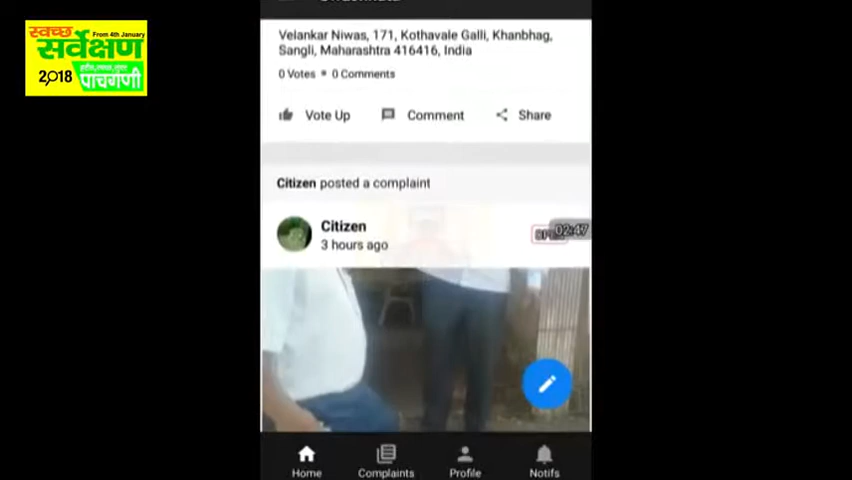 स्वच्छ
From 4th January
सर्वेक्षण
2018
पाचगणी
Velankar Niwas, 171, Kothavale Galli, Khanbhag,
Sangli, Maharashtra 416416, India
0 Votes • 0 Comments
Vote Up
Comment
Share
Citizen posted a complaint
Citizen
3 hours ago
02:47
Home
Complaints
Profile
Notifs